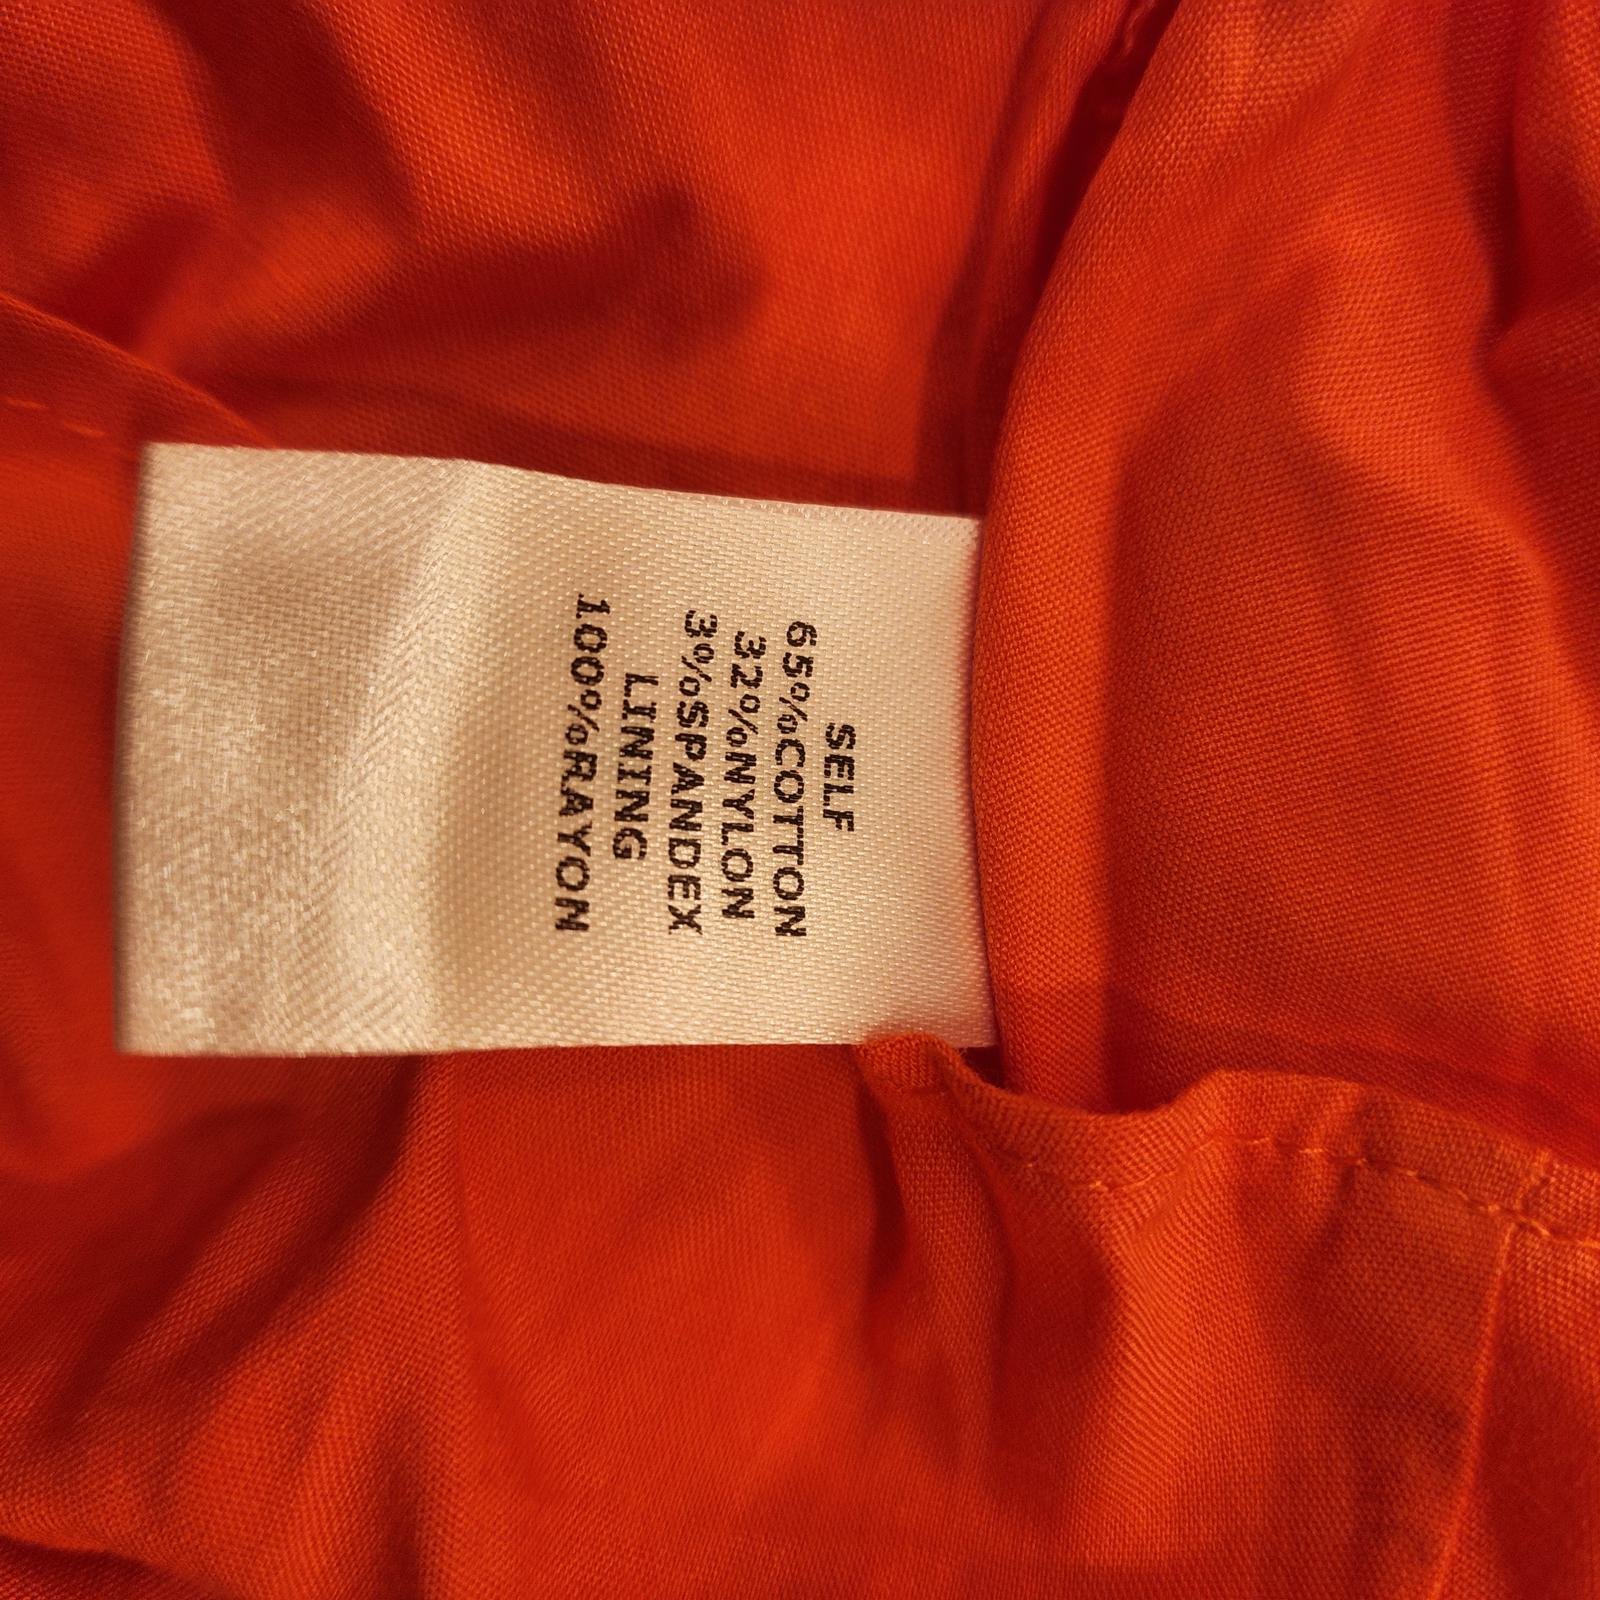 SELF
65%COTTON
32%NYLON
3%SPANDEX
LINING
100%RAYON